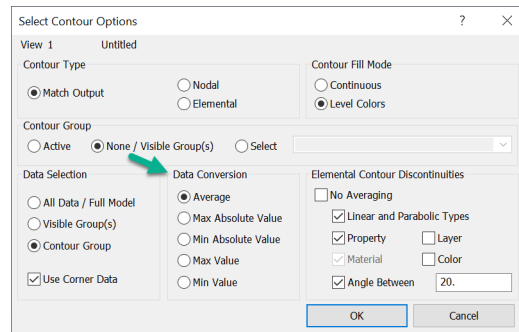 Select Contour Options ?
View 1 Untitled
Contour Type Contour Fill Mode
Match Output Nodal Continuous
Elemental Level Colors
Contour Group
Active None / Visible Group(s) Select
Data Selection Data Conversion Elemental Contour Discontinuities
All Data / Full Model Average No Averaging
Visible Group(s) Max Absolute Value Linear and Parabolic Types
Contour Group Min Absolute Value Property Layer
Max Value Material Color
Use Corner Data Min Value Angle Between 20.
OK Cancel